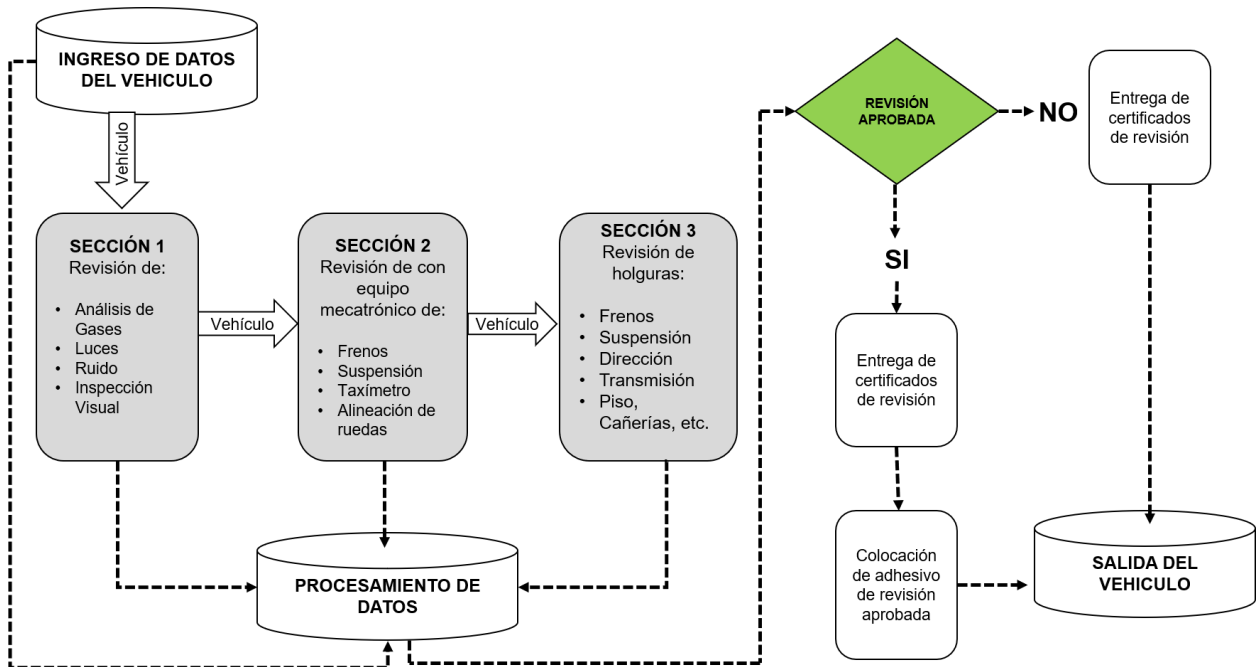 INGRESO DE DATOS
DEL VEHICULO
Vehículo
SECCIÓN 1
Revisión de:
• Análisis de
Gases
• Luces
• Ruido
• Inspección
Visual
Vehículo
SECCIÓN 2
Revisión de con
equipo
mecatrónico de:
• Frenos
• Suspensión
• Taxímetro
• Alineación de
ruedas
Vehículo
SECCIÓN 3
Revisión de
holguras:
• Frenos
• Suspensión
• Dirección
• Transmisión
• Piso,
Cañerías, etc.
PROCESAMIENTO DE
DATOS
REVISIÓN
APROBADA
NO
Entrega de
certificados
de revisión
SI
Entrega de
certificados
de revisión
Colocación
de adhesivo
de revisión
aprobada
SALIDA DEL
VEHICULO